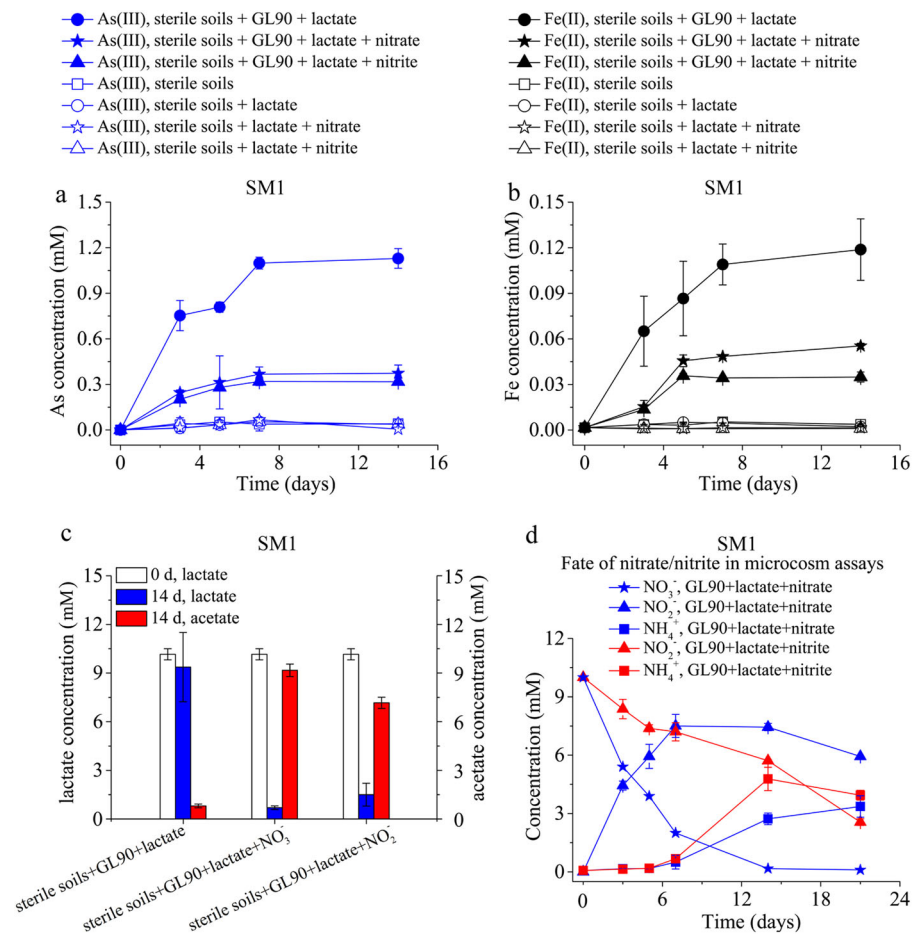 As(III), sterile soils + GL90 + lactate
As(III), sterile soils + GL90 + lactate + nitrate
As(III), sterile soils + GL90 + lactate + nitrite
As(III), sterile soils
As(III), sterile soils + lactate
As(III), sterile soils + lactate + nitrate
As(III), sterile soils + lactate + nitrite
Fe(II), sterile soils + GL90 + lactate
Fe(II), sterile soils + GL90 + lactate + nitrate
Fe(II), sterile soils + GL90 + lactate + nitrite
Fe(II), sterile soils
Fe(II), sterile soils + lactate
Fe(II), sterile soils + lactate + nitrate
Fe(II), sterile soils + lactate + nitrite
a
SM1
As concentration (mM)
1.5
1.2
0.9
0.6
0.3
0.0
0 4 8 12 16
Time (days)
b
SM1
Fe concentration (mM)
0.15
0.12
0.09
0.06
0.03
0.00
0 4 8 12 16
Time (days)
c
SM1
0 d, lactate
14 d, lactate
14 d, acetate
lactate concentration (mM)
15
12
9
6
3
0
acetate concentration (mM)
15
12
9
6
3
0
sterile soils+GL90+lactate
sterile soils+GL90+lactate+NO₃⁻
sterile soils+GL90+lactate+NO₂⁻
d
SM1
Fate of nitrate/nitrite in microcosm assays
NO₃⁻, GL90+lactate+nitrate
NO₂⁻, GL90+lactate+nitrate
NH₄⁺, GL90+lactate+nitrate
NO₂⁻, GL90+lactate+nitrite
NH₄⁺, GL90+lactate+nitrite
Concentration (mM)
12
9
6
3
0
0 6 12 18 24
Time (days)